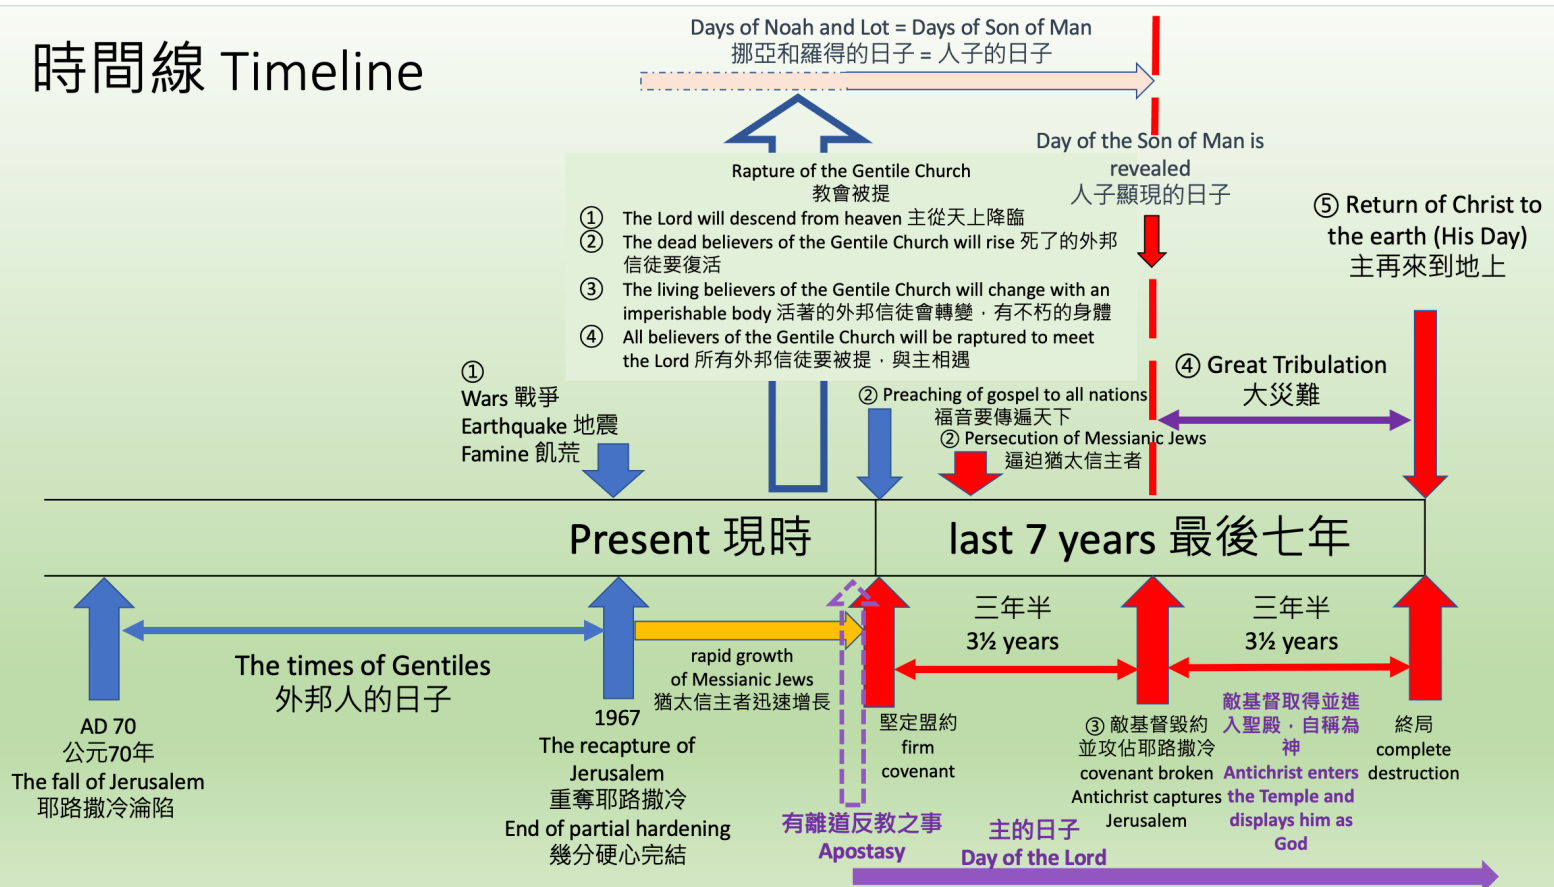 時間線 Timeline
Days of Noah and Lot = Days of Son of Man
挪亞和羅得的日子 = 人子的日子
Day of the Son of Man is
revealed
人子顯現的日子
Rapture of the Gentile Church
教會被提
① The Lord will descend from heaven 主從天上降臨
② The dead believers of the Gentile Church will rise 死了的外邦
信徒要復活
③ The living believers of the Gentile Church will change with an
imperishable body 活著的外邦信徒會轉變，有不朽的身體
④ All believers of the Gentile Church will be raptured to meet
the Lord 所有外邦信徒要被提，與主相遇
⑤ Return of Christ to
the earth (His Day)
主再來到地上
①
Wars 戰爭
Earthquake 地震
Famine 飢荒
② Preaching of gospel to all nations
福音要傳遍天下
② Persecution of Messianic Jews
逼迫猶太信主者
④ Great Tribulation
大災難
Present 現時
last 7 years 最後七年
The times of Gentiles
外邦人的日子
rapid growth
of Messianic Jews
猶太信主者迅速增長
三年半
3½ years
三年半
3½ years
AD 70
公元70年
The fall of Jerusalem
耶路撒冷淪陷
1967
The recapture of
Jerusalem
重奪耶路撒冷
End of partial hardening
幾分硬心完結
有離道反教之事
Apostasy
堅定盟約
firm
covenant
主的日子
Day of the Lord
③ 敵基督毀約
並攻佔耶路撒冷
covenant broken
Antichrist captures
Jerusalem
敵基督取得並進
入聖殿，自稱為
神
Antichrist enters
the Temple and
displays him as
God
終局
complete
destruction